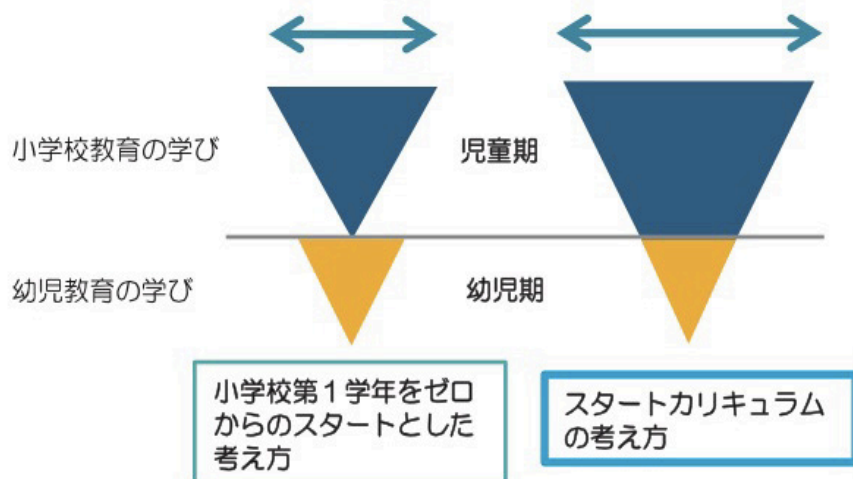 小学校教育の学び
児童期
幼児教育の学び
幼児期
小学校第1学年をゼロ
からのスタートとした
考え方
スタートカリキュラム
の考え方